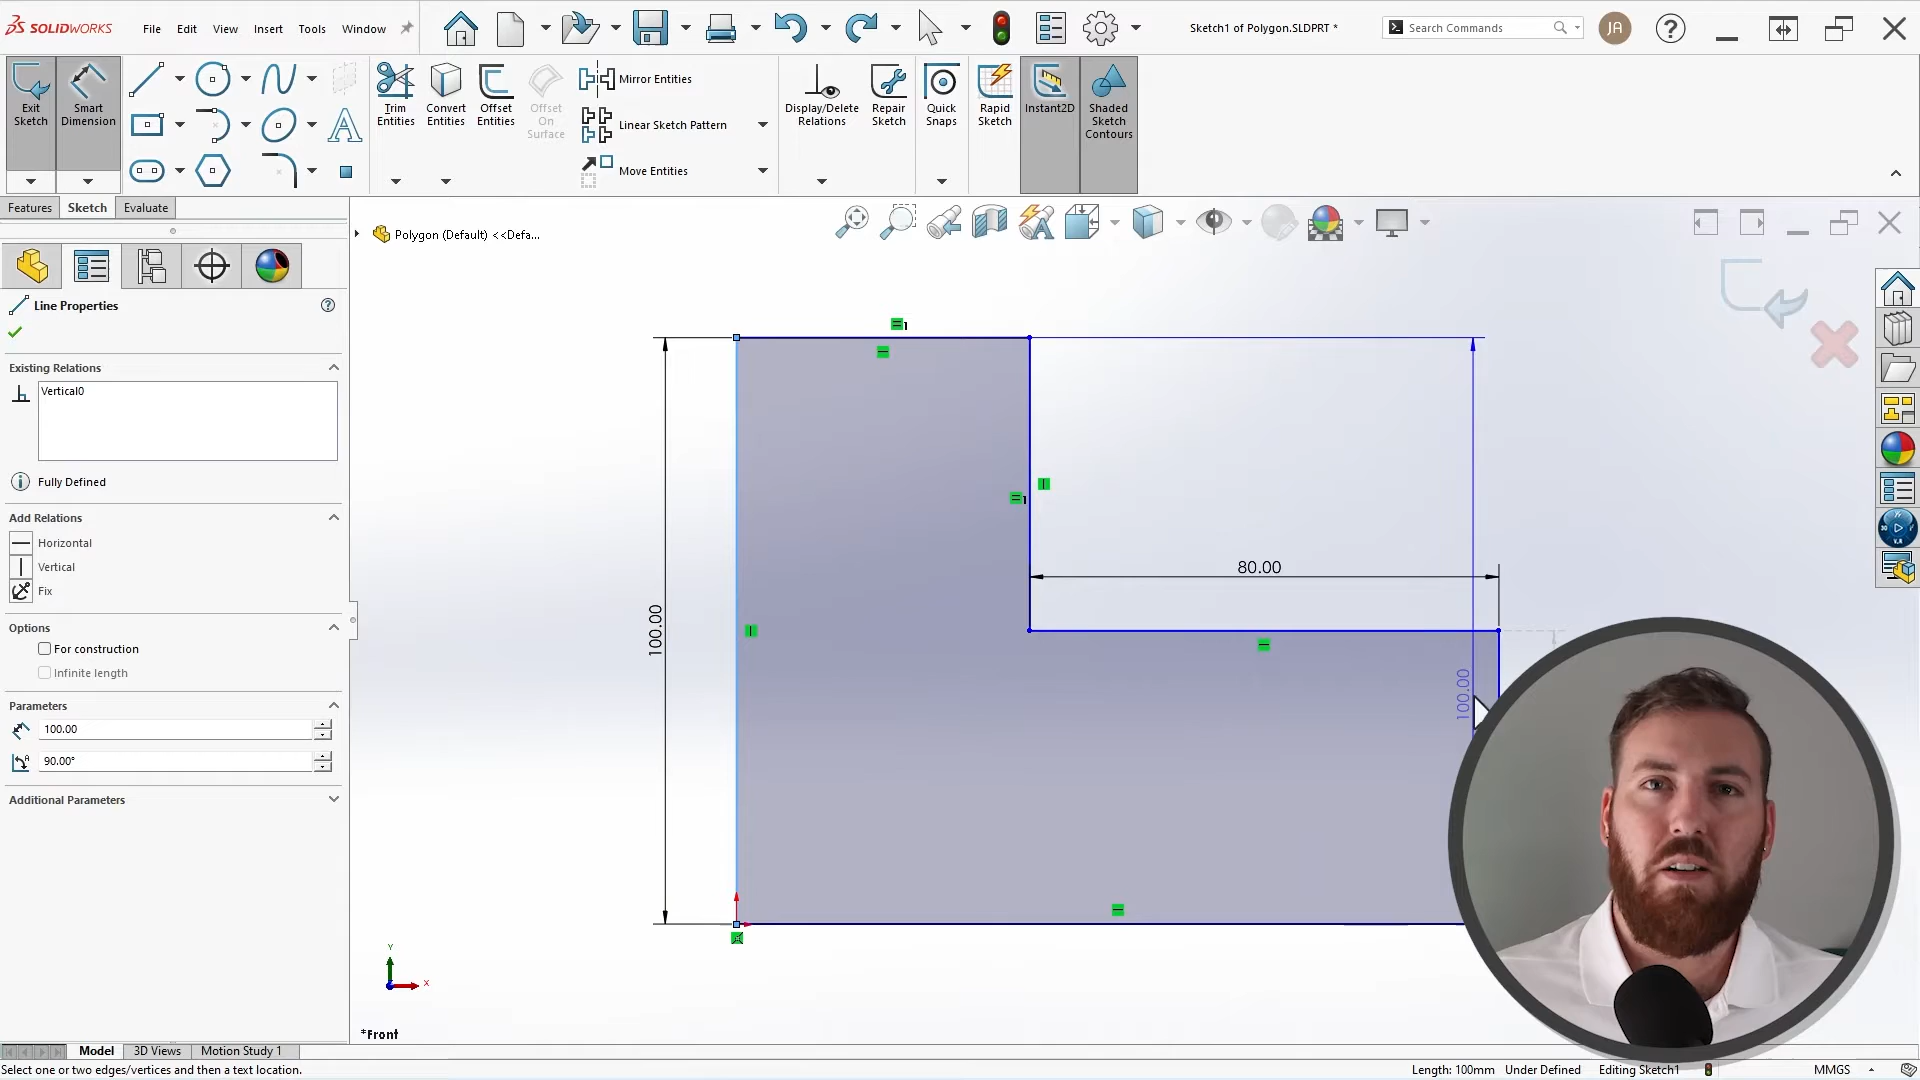 SOLIDWORKS
File
Edit
View
Insert
Tools
Window
Sketch1 of Polygon.SLDPRT *
Search Commands
JA
?
Exit
Sketch
Smart
Dimension
Trim
Entities
Convert
Entities
Offset
Entities
Offset
On
Surface
Mirror Entities
Linear Sketch Pattern
Move Entities
Display/Delete
Relations
Repair
Sketch
Quick
Snaps
Rapid
Sketch
Instant2D
Shaded
Sketch
Contours
Features
Sketch
Evaluate
Polygon (Default) <<Defa...
Line Properties
Existing Relations
Vertical0
Fully Defined
Add Relations
Horizontal
Vertical
Fix
Options
For construction
Infinite length
Parameters
100.00
90.00°
Additional Parameters
1
1
80.00
100.00
100.00
Y
X
*Front
Model
3D Views
Motion Study 1
Select one or two edges/vertices and then a text location.
Length: 100mm
Under Defined
Editing Sketch1
MMGS